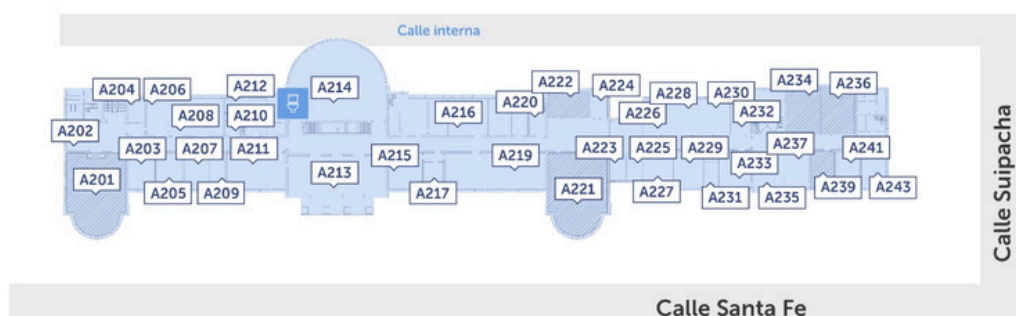 Calle interna
A204
A206
A212
A214
A222
A224
A228
A230
A234
A236
A202
A208
A210
A216
A220
A226
A232
A203
A207
A211
A215
A219
A223
A225
A229
A237
A241
A201
A205
A209
A213
A217
A221
A227
A233
A231
A235
A239
A243
Calle Suipacha
Calle Santa Fe